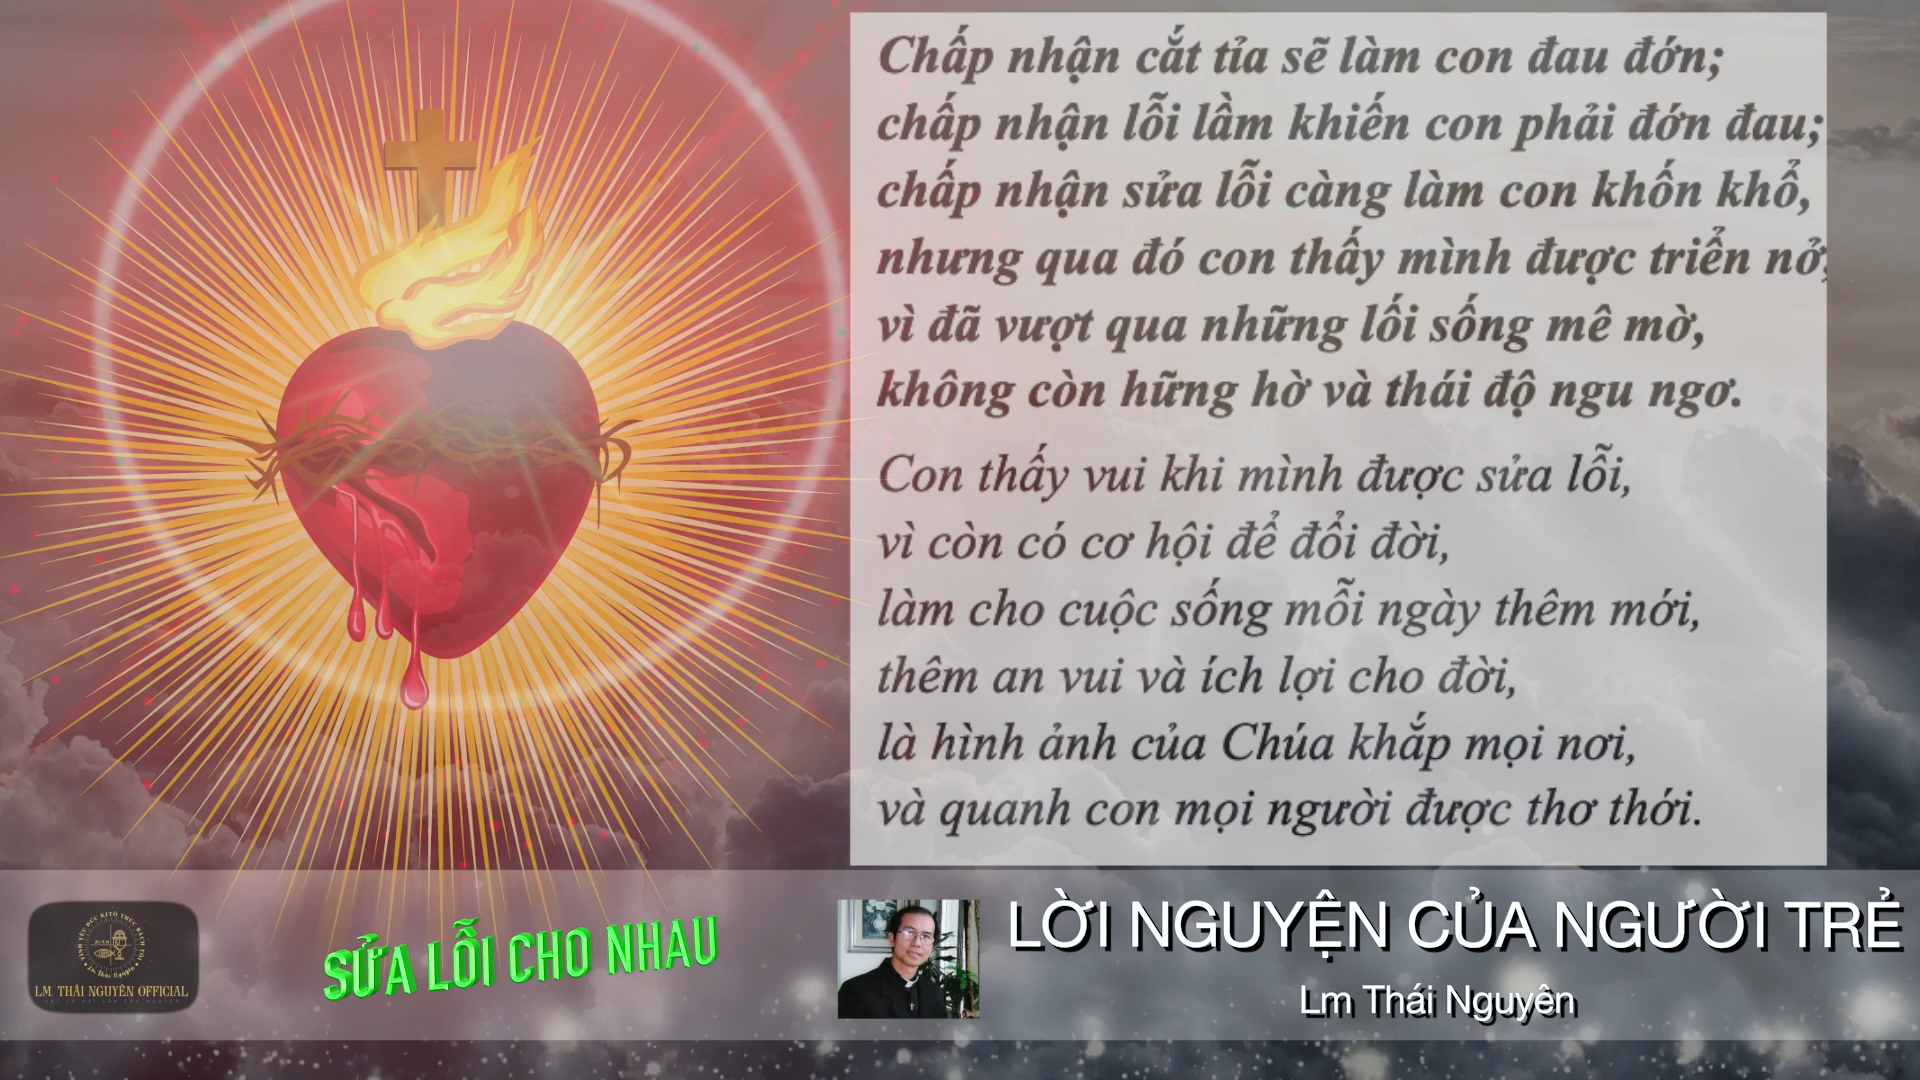 Chấp nhận cắt tỉa sẽ làm con đau đớn;
chấp nhận lỗi lầm khiến con phải đớn đau;
chấp nhận sửa lỗi càng làm con khốn khổ,
nhưng qua đó con thấy mình được triển nở,
vì đã vượt qua những lối sống mê mờ,
không còn hững hờ và thái độ ngu ngơ.
Con thấy vui khi mình được sửa lỗi,
vì còn có cơ hội để đổi đời,
làm cho cuộc sống mỗi ngày thêm mới,
thêm an vui và ích lợi cho đời,
là hình ảnh của Chúa khắp mọi nơi,
và quanh con mọi người được thơ thới.
LM. THÁI NGUYÊN OFFICIAL
SỬA LỖI CHO NHAU
LỜI NGUYỆN CỦA NGƯỜI TRẺ
Lm Thái Nguyên